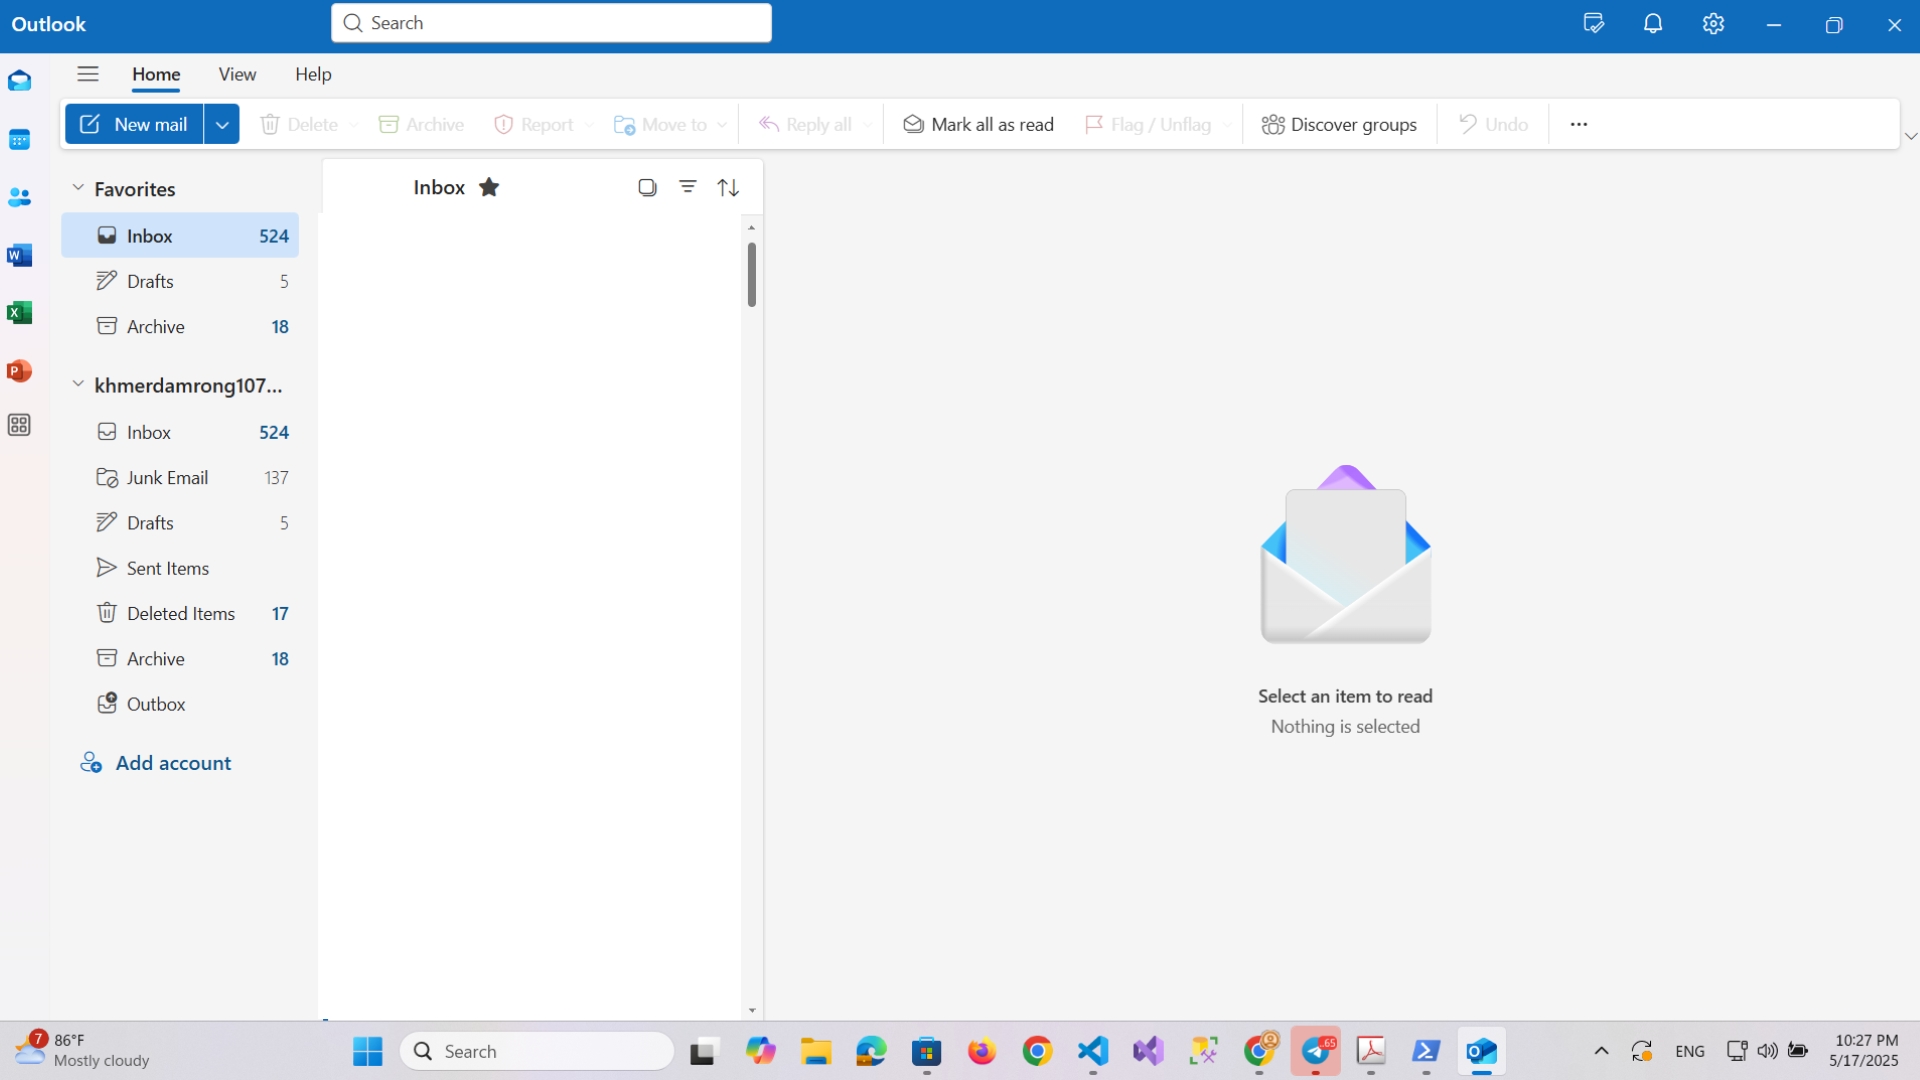 Outlook
Search
Home View Help
New mail Delete Archive Report Move to Reply all Mark all as read Flag / Unflag Discover groups Undo
Favorites
Inbox 524
Drafts 5
Archive 18
khmerdamrong107...
Inbox 524
Junk Email 137
Drafts 5
Sent Items
Deleted Items 17
Archive 18
Outbox
Add account
Inbox
Select an item to read
Nothing is selected
7
86°F
Mostly cloudy
Search
..65
ENG
10:27 PM
5/17/2025